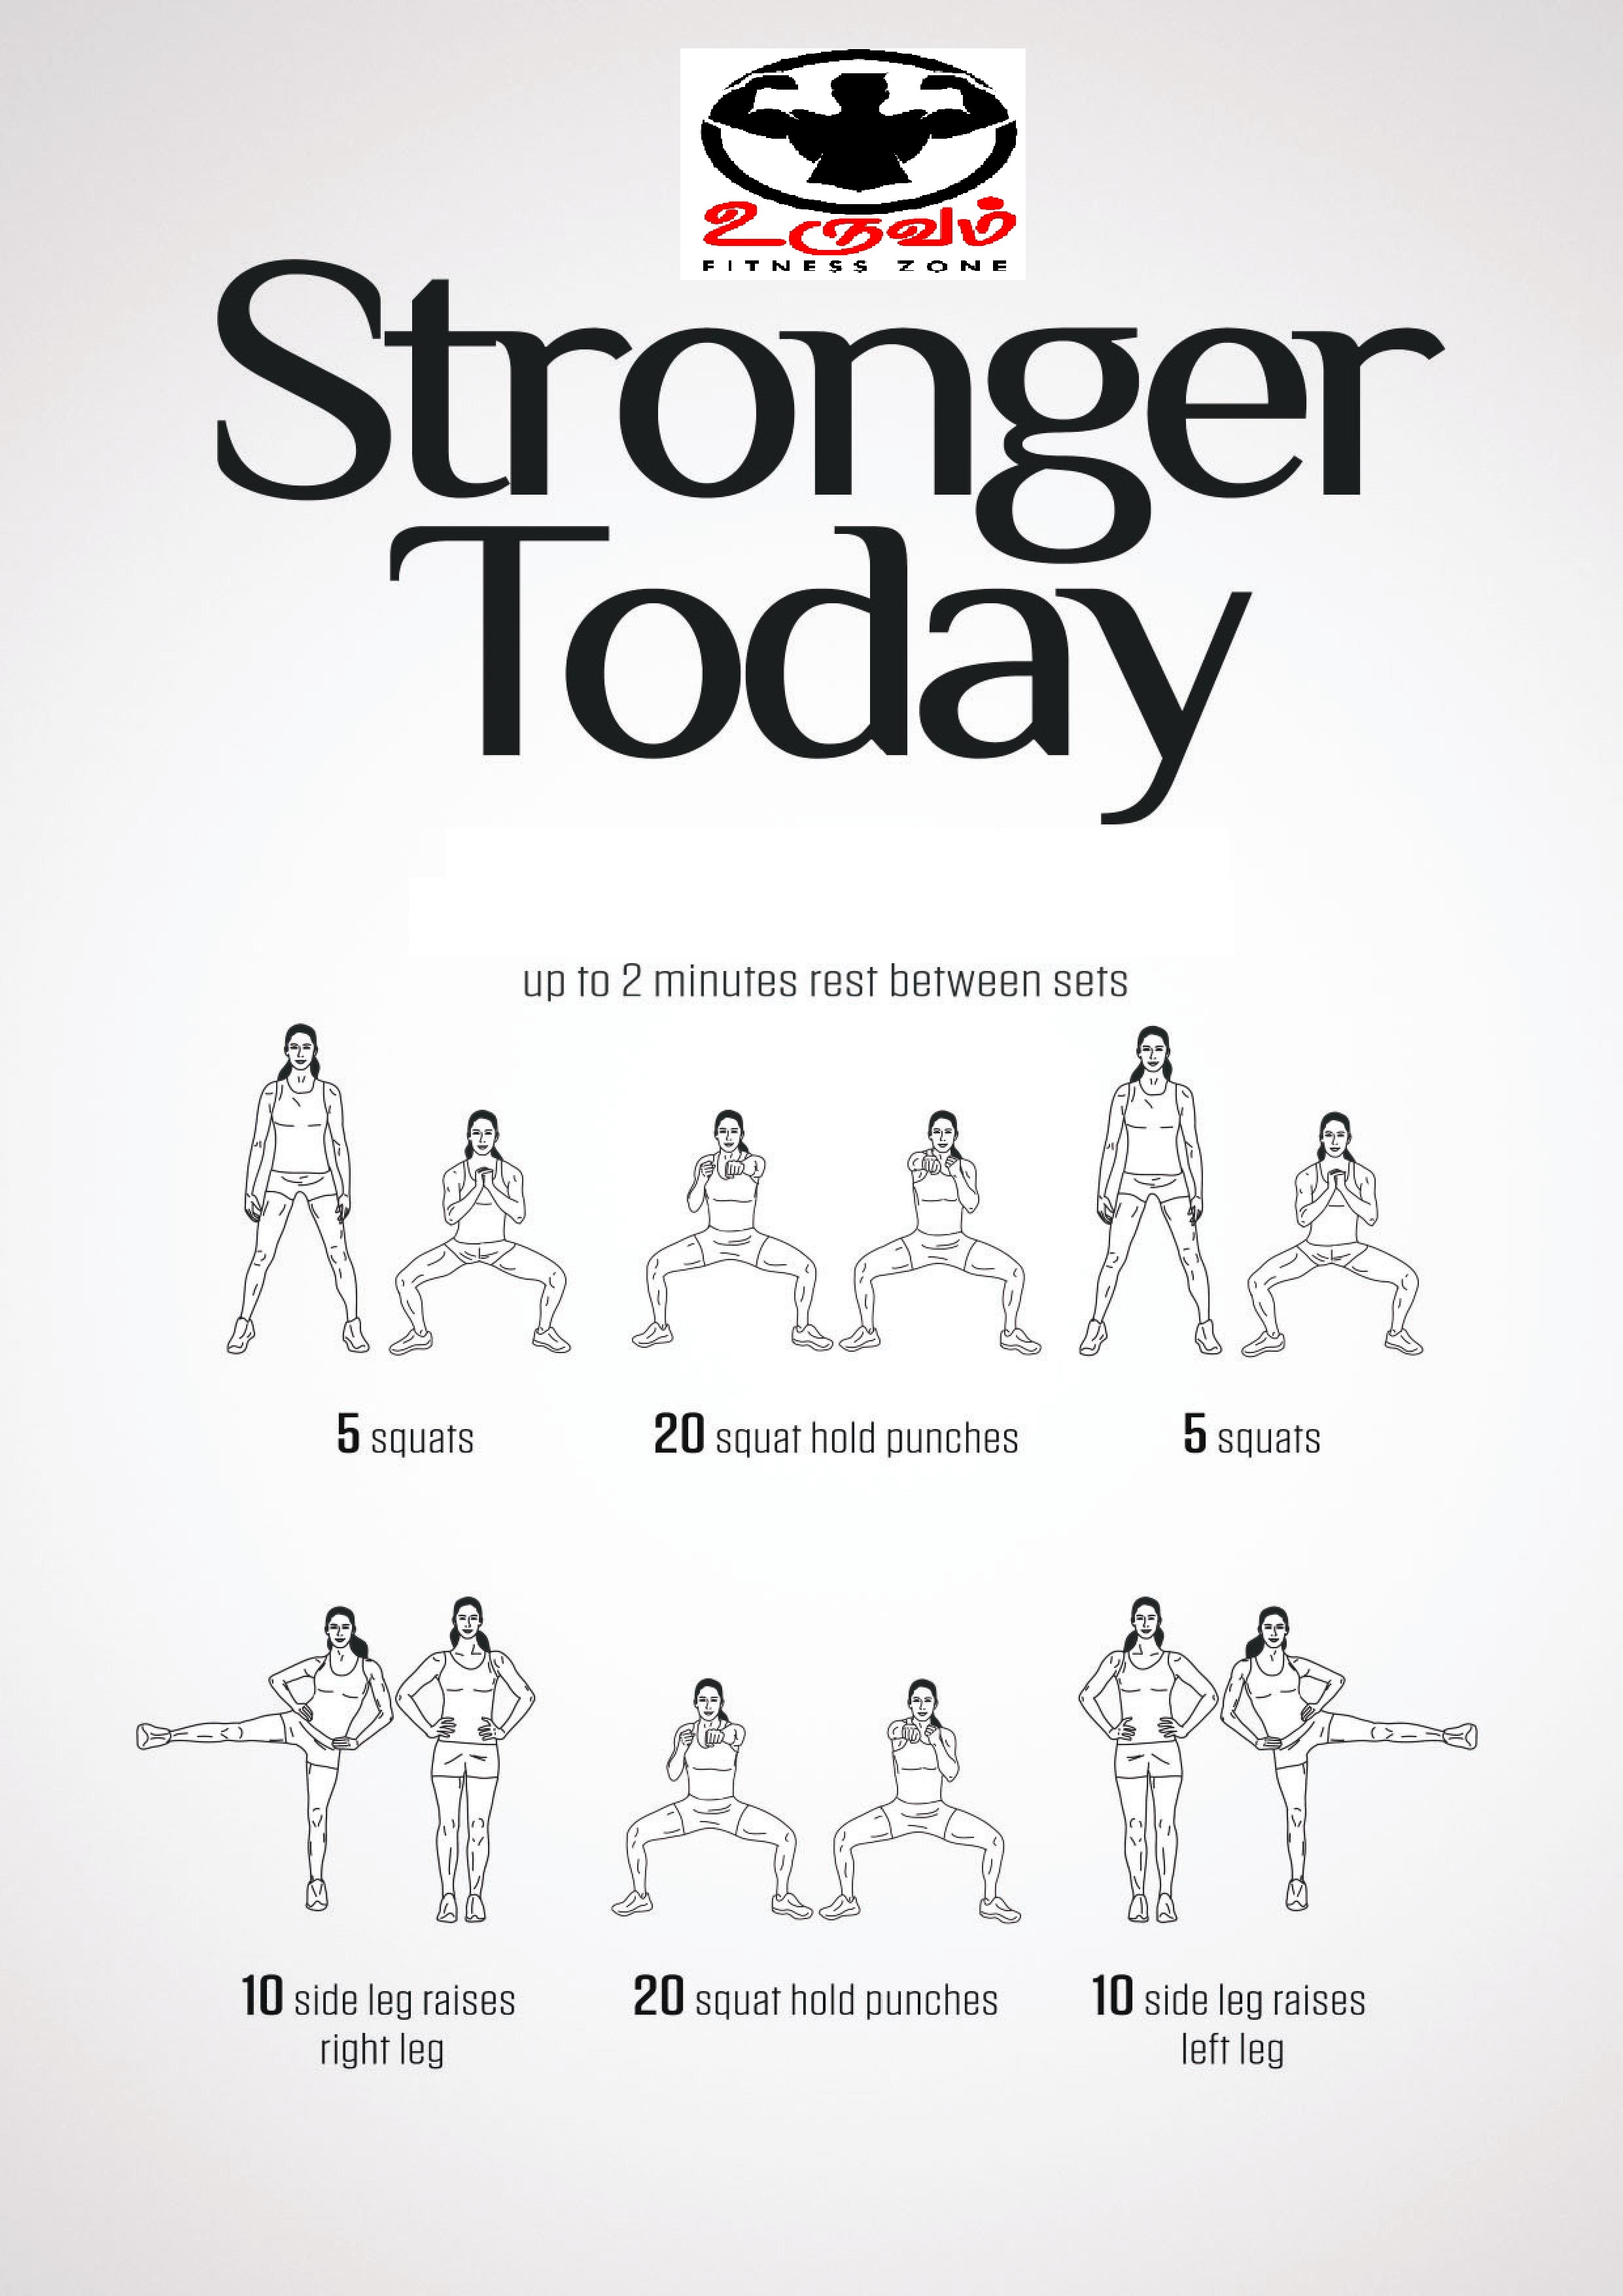 உருவம்
FITNESS ZONE
Stronger
Today
up to 2 minutes rest between sets
5 squats
20 squat hold punches
5 squats
10 side leg raises
right leg
20 squat hold punches
10 side leg raises
left leg